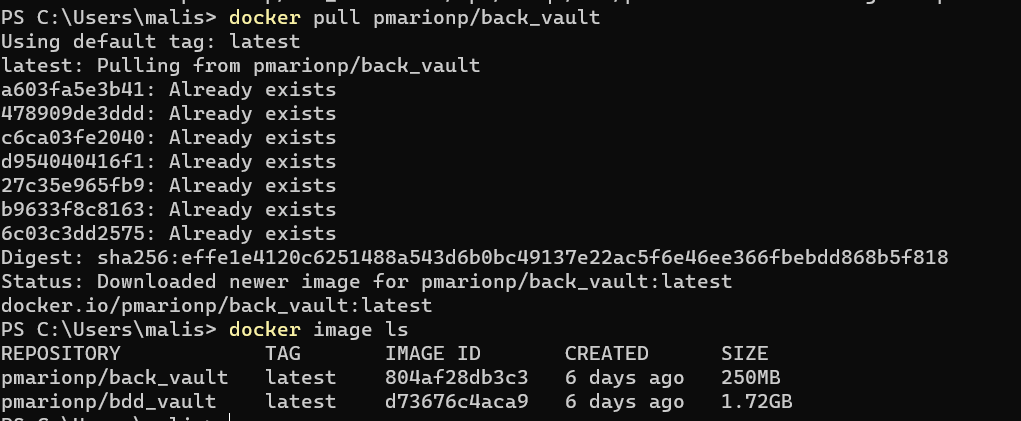 PS C:\Users\malis> docker pull pmarionp/back_vault
Using default tag: latest
latest: Pulling from pmarionp/back_vault
a603fa5e3b41: Already exists
478909de3ddd: Already exists
c6ca03fe2040: Already exists
d954040416f1: Already exists
27c35e965fb9: Already exists
b9633f8c8163: Already exists
6c03c3dd2575: Already exists
Digest: sha256:effe1e4120c6251488a543d6b0bc49137e22ac5f6e46ee366fbebdd868b5f818
Status: Downloaded newer image for pmarionp/back_vault:latest
docker.io/pmarionp/back_vault:latest
PS C:\Users\malis> docker image ls
REPOSITORY            TAG       IMAGE ID       CREATED      SIZE
pmarionp/back_vault   latest    804af28db3c3   6 days ago   250MB
pmarionp/bdd_vault    latest    d73676c4aca9   6 days ago   1.72GB